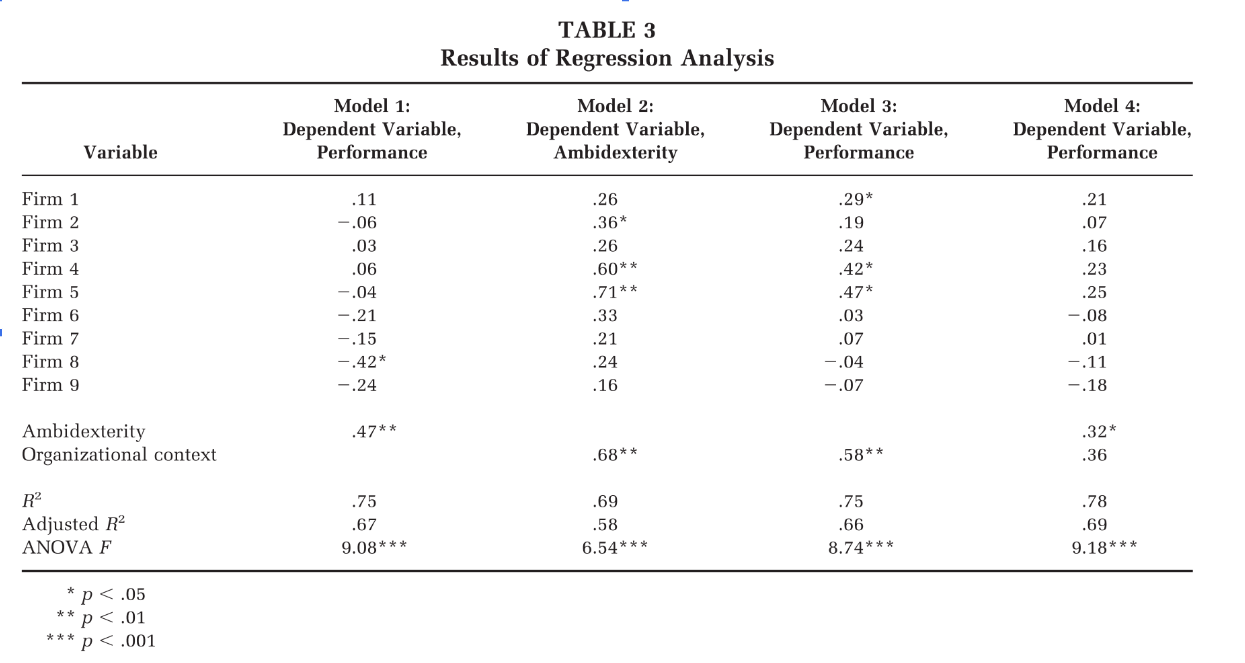 TABLE 3
Results of Regression Analysis
Variable Model 1: Dependent Variable, Performance Model 2: Dependent Variable, Ambidexterity Model 3: Dependent Variable, Performance Model 4: Dependent Variable, Performance
Firm 1 .11 .26 .29* .21
Firm 2 −.06 .36* .19 .07
Firm 3 .03 .26 .24 .16
Firm 4 .06 .60** .42* .23
Firm 5 −.04 .71** .47* .25
Firm 6 −.21 .33 .03 −.08
Firm 7 −.15 .21 .07 .01
Firm 8 −.42* .24 −.04 −.11
Firm 9 −.24 .16 −.07 −.18
Ambidexterity .47** .32*
Organizational context .68** .58** .36
R² .75 .69 .75 .78
Adjusted R² .67 .58 .66 .69
ANOVA F 9.08*** 6.54*** 8.74*** 9.18***
* p < .05
** p < .01
*** p < .001